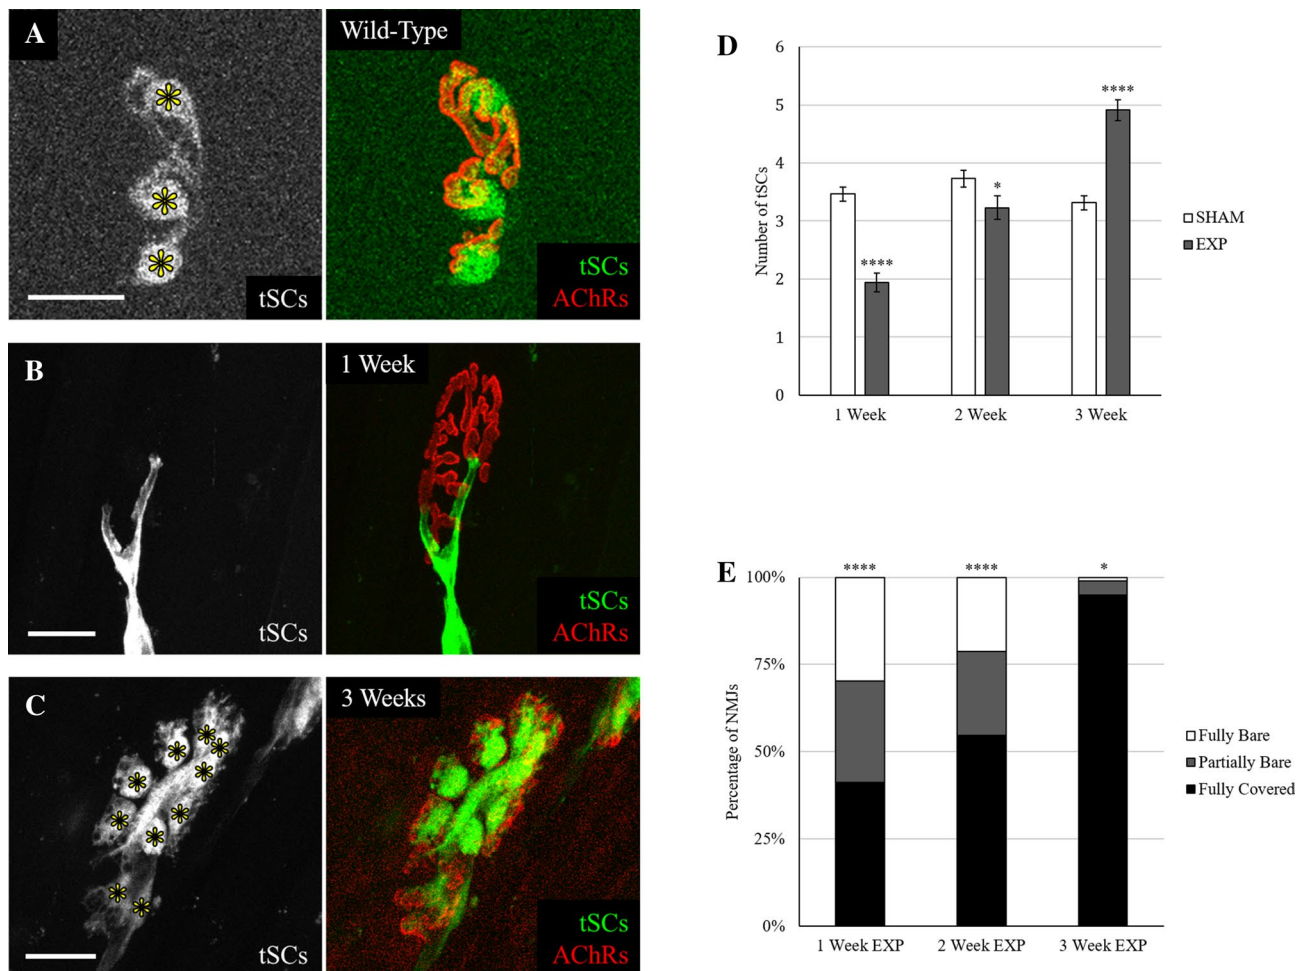 A
Wild-Type
tSCs
tSCs
AChRs
B
1 Week
tSCs
tSCs
AChRs
C
3 Weeks
tSCs
tSCs
AChRs
D
Number of tSCs
6
5
4
3
2
1
0
****
*
****
1 Week
2 Week
3 Week
SHAM
EXP
E
Percentage of NMJs
100%
75%
50%
25%
0%
****
****
*
1 Week EXP
2 Week EXP
3 Week EXP
Fully Bare
Partially Bare
Fully Covered